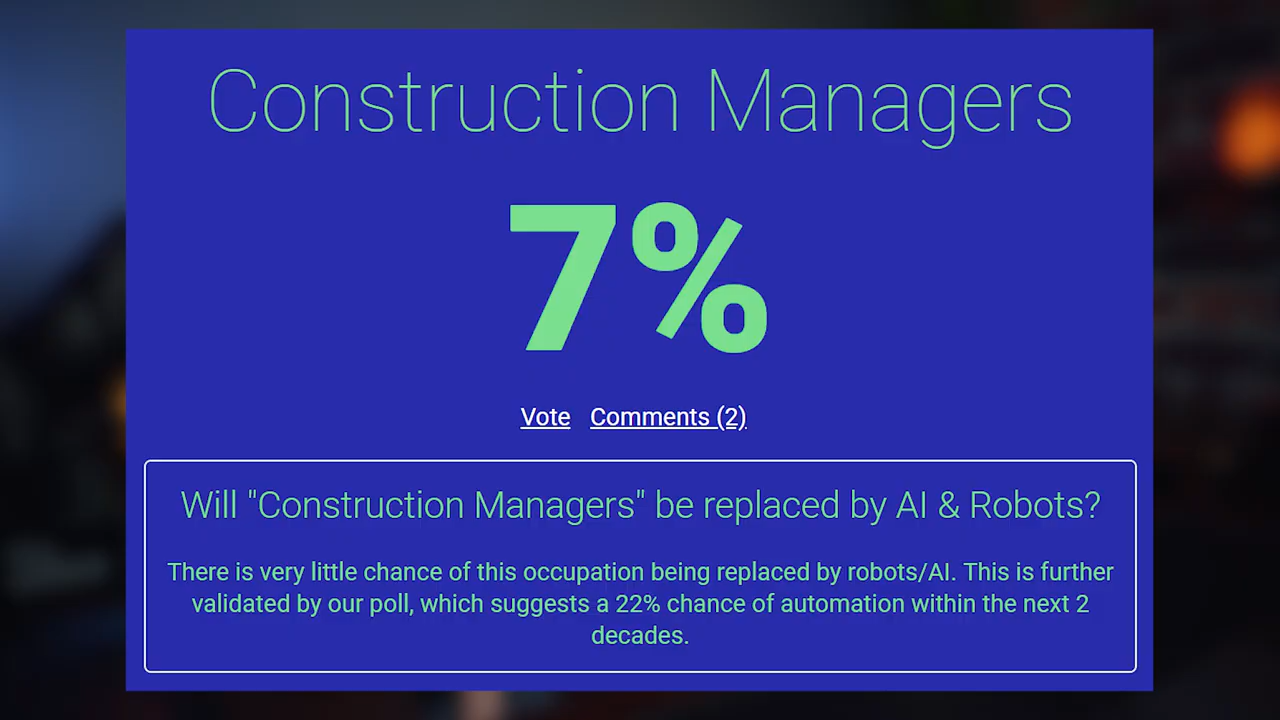 Construction Managers
7%
Vote Comments (2)
Will "Construction Managers" be replaced by AI & Robots?
There is very little chance of this occupation being replaced by robots/AI. This is further
validated by our poll, which suggests a 22% chance of automation within the next 2
decades.